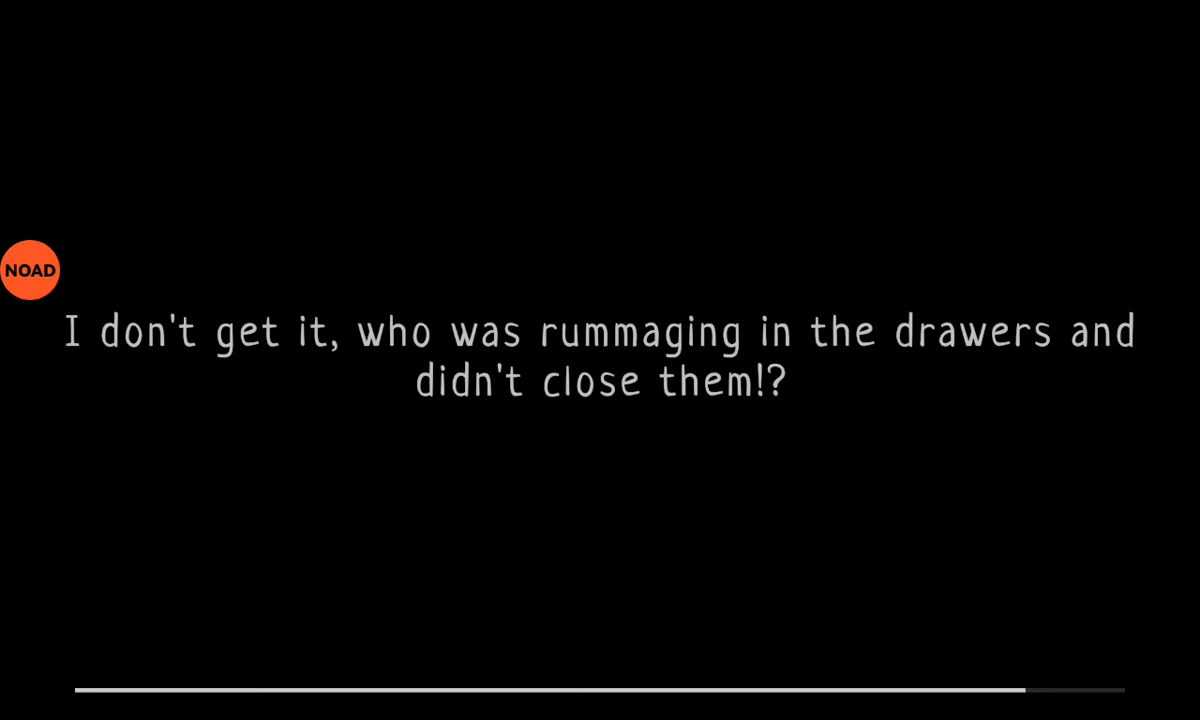 NOAD
I don't get it, who was rummaging in the drawers and
didn't close them!?